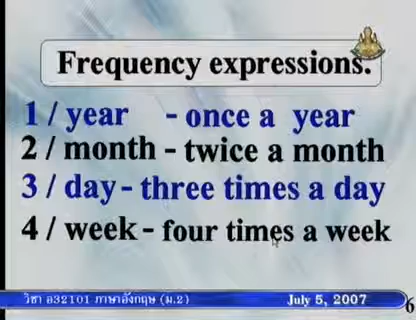 Frequency expressions.
1 / year - once a year
2 / month - twice a month
3 / day - three times a day
4 / week - four times a week
วิชา อ32101 ภาษาอังกฤษ (ม.2) July 5, 2007
6